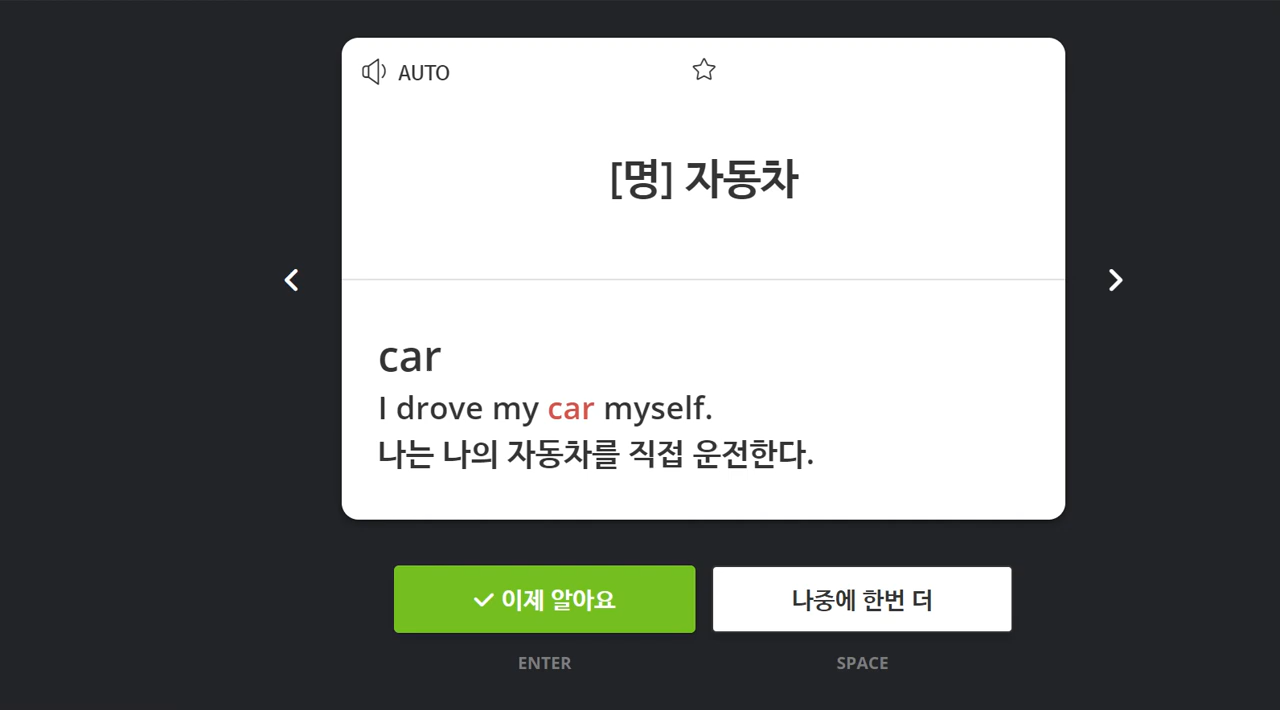 AUTO
[명] 자동차
car
I drove my car myself.
나는 나의 자동차를 직접 운전한다.
이제 알아요
나중에 한번 더
ENTER
SPACE